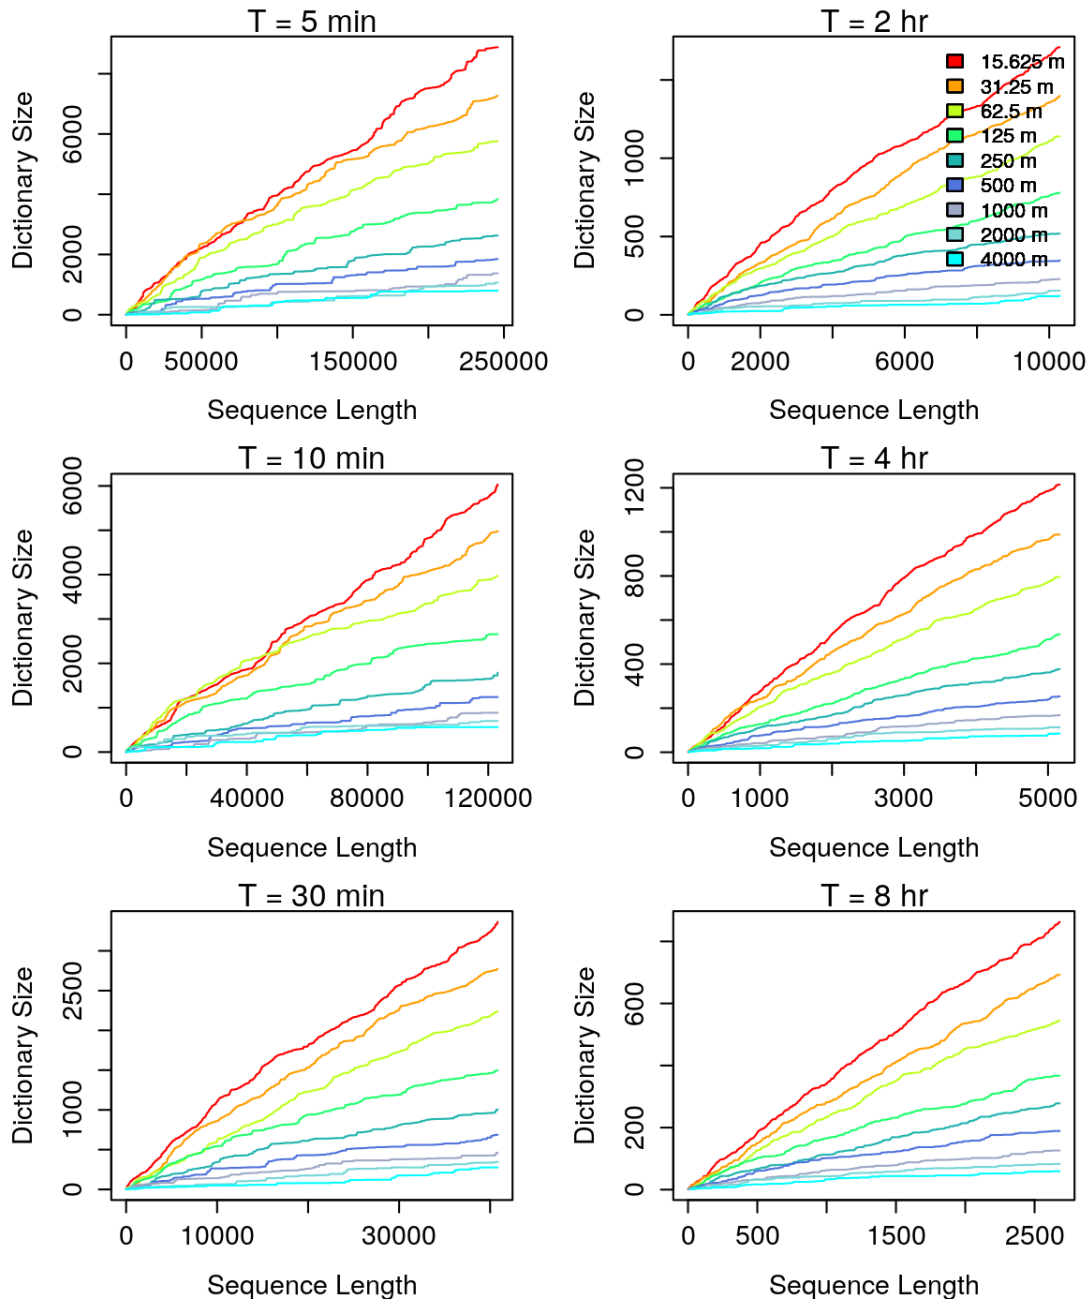 T = 5 min
Dictionary Size
0
2000
6000
0 50000 150000 250000
Sequence Length
T = 2 hr
Dictionary Size
0
500
1000
15.625 m
31.25 m
62.5 m
125 m
250 m
500 m
1000 m
2000 m
4000 m
0 2000 6000 10000
Sequence Length
T = 10 min
Dictionary Size
0
2000
4000
6000
0 40000 80000 120000
Sequence Length
T = 4 hr
Dictionary Size
0
400
800
1200
0 1000 3000 5000
Sequence Length
T = 30 min
Dictionary Size
0
1000
2500
0 10000 30000
Sequence Length
T = 8 hr
Dictionary Size
0
200
600
0 500 1500 2500
Sequence Length